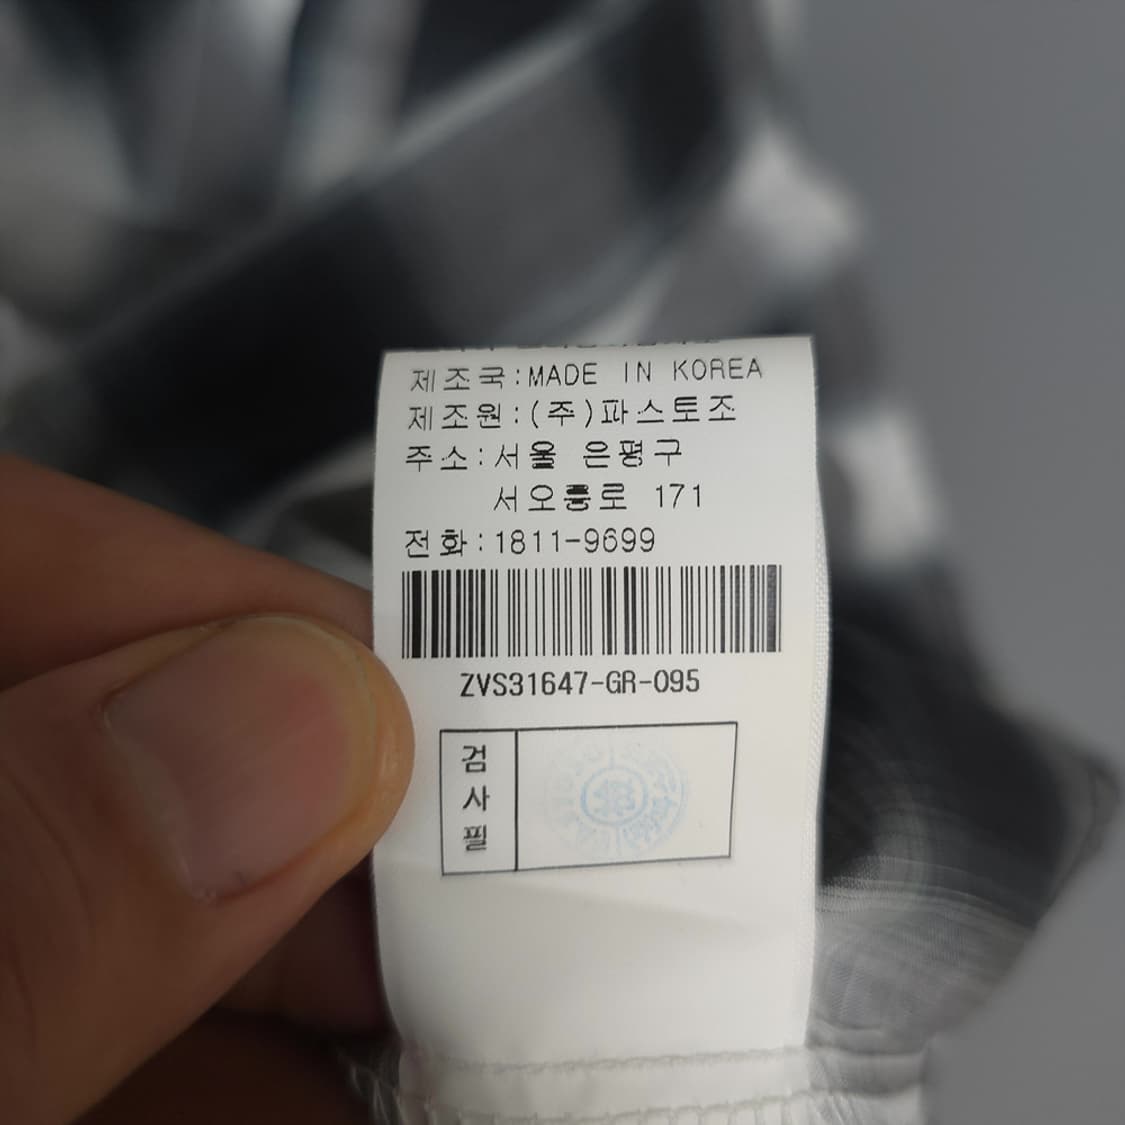 제조국:MADE IN KOREA
제조원:(주)파스토조
주소:서울 은평구
서오릉로 171
전화:1811-9699
ZVS31647-GR-095
검
사
필